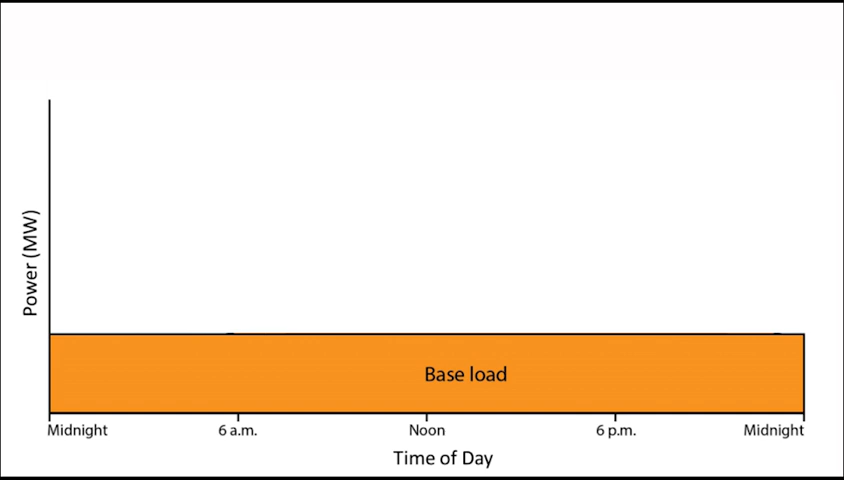 Power (MW)
Base load
Midnight
6 a.m.
Noon
6 p.m.
Midnight
Time of Day